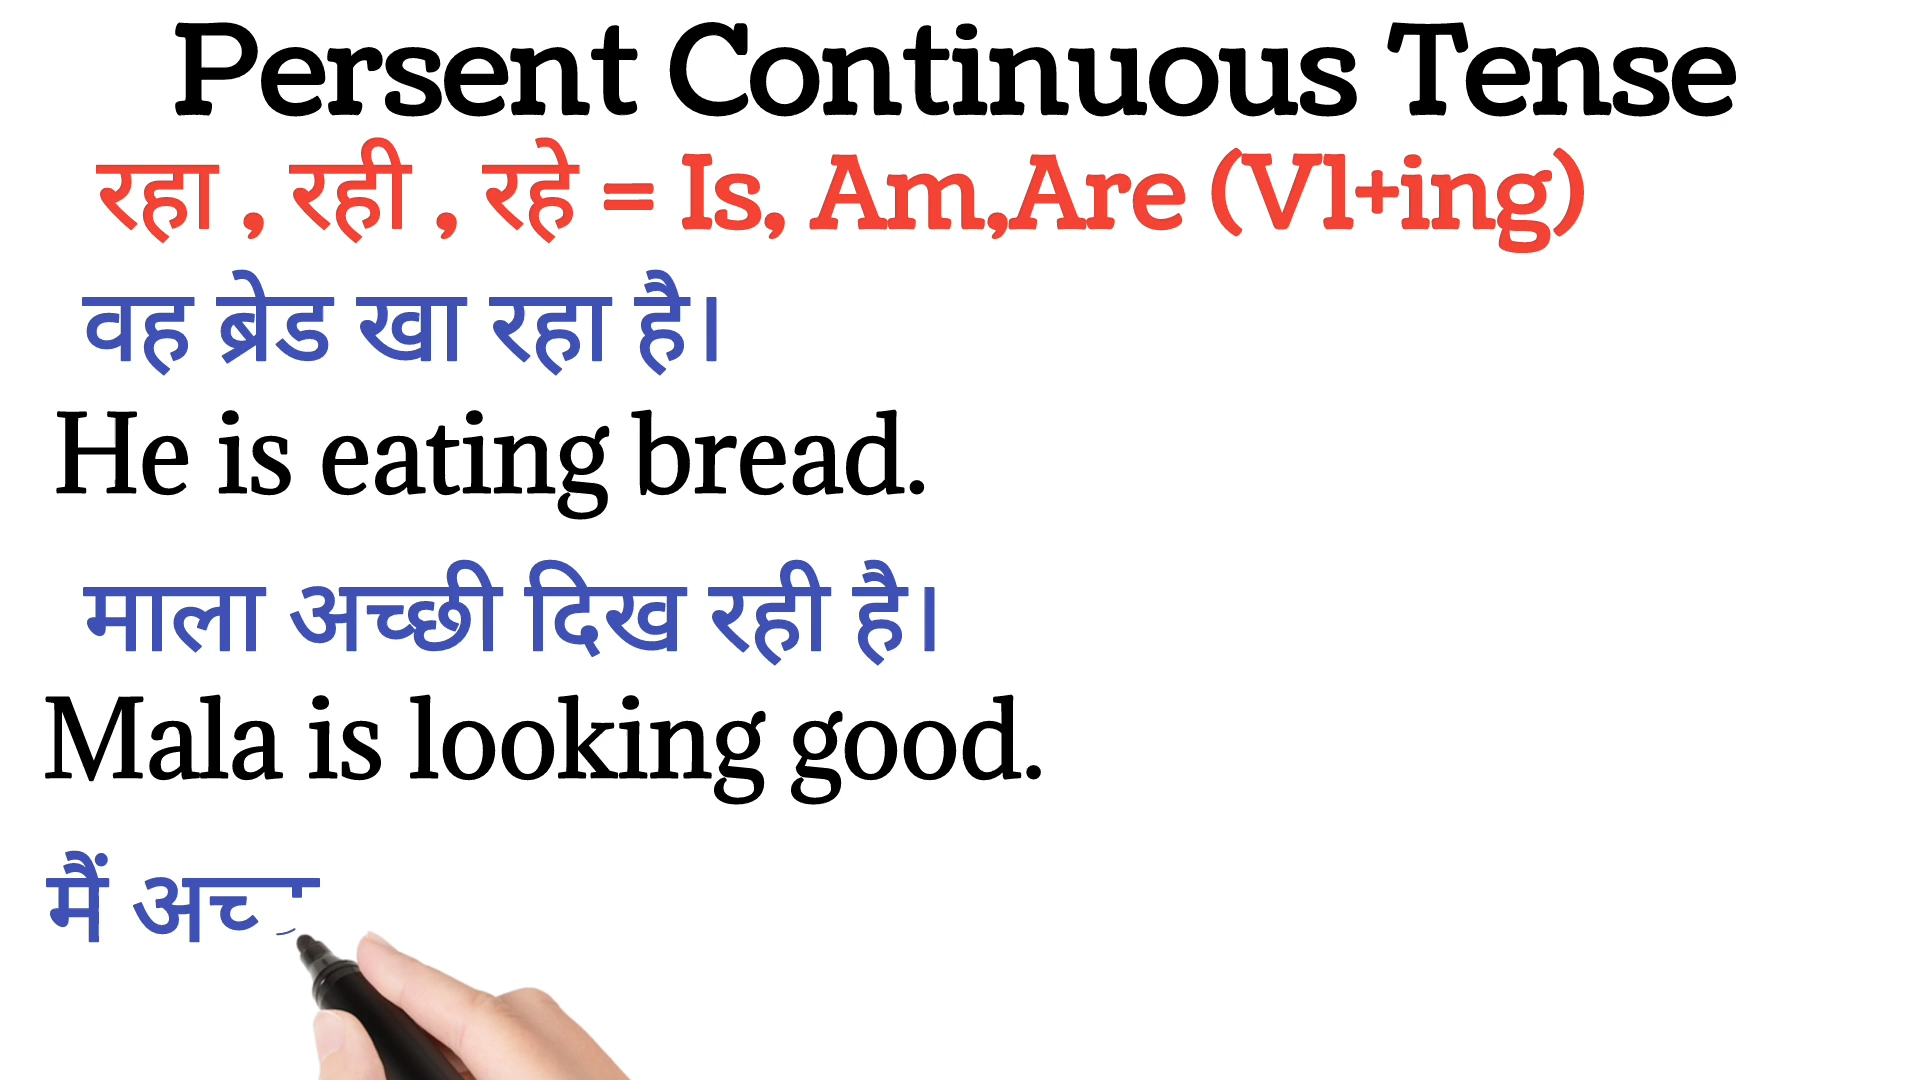 Persent Continuous Tense
रहा , रही , रहे = Is, Am,Are (V1+ing)
वह ब्रेड खा रहा है।
He is eating bread.
माला अच्छी दिख रही है।
Mala is looking good.
मैं